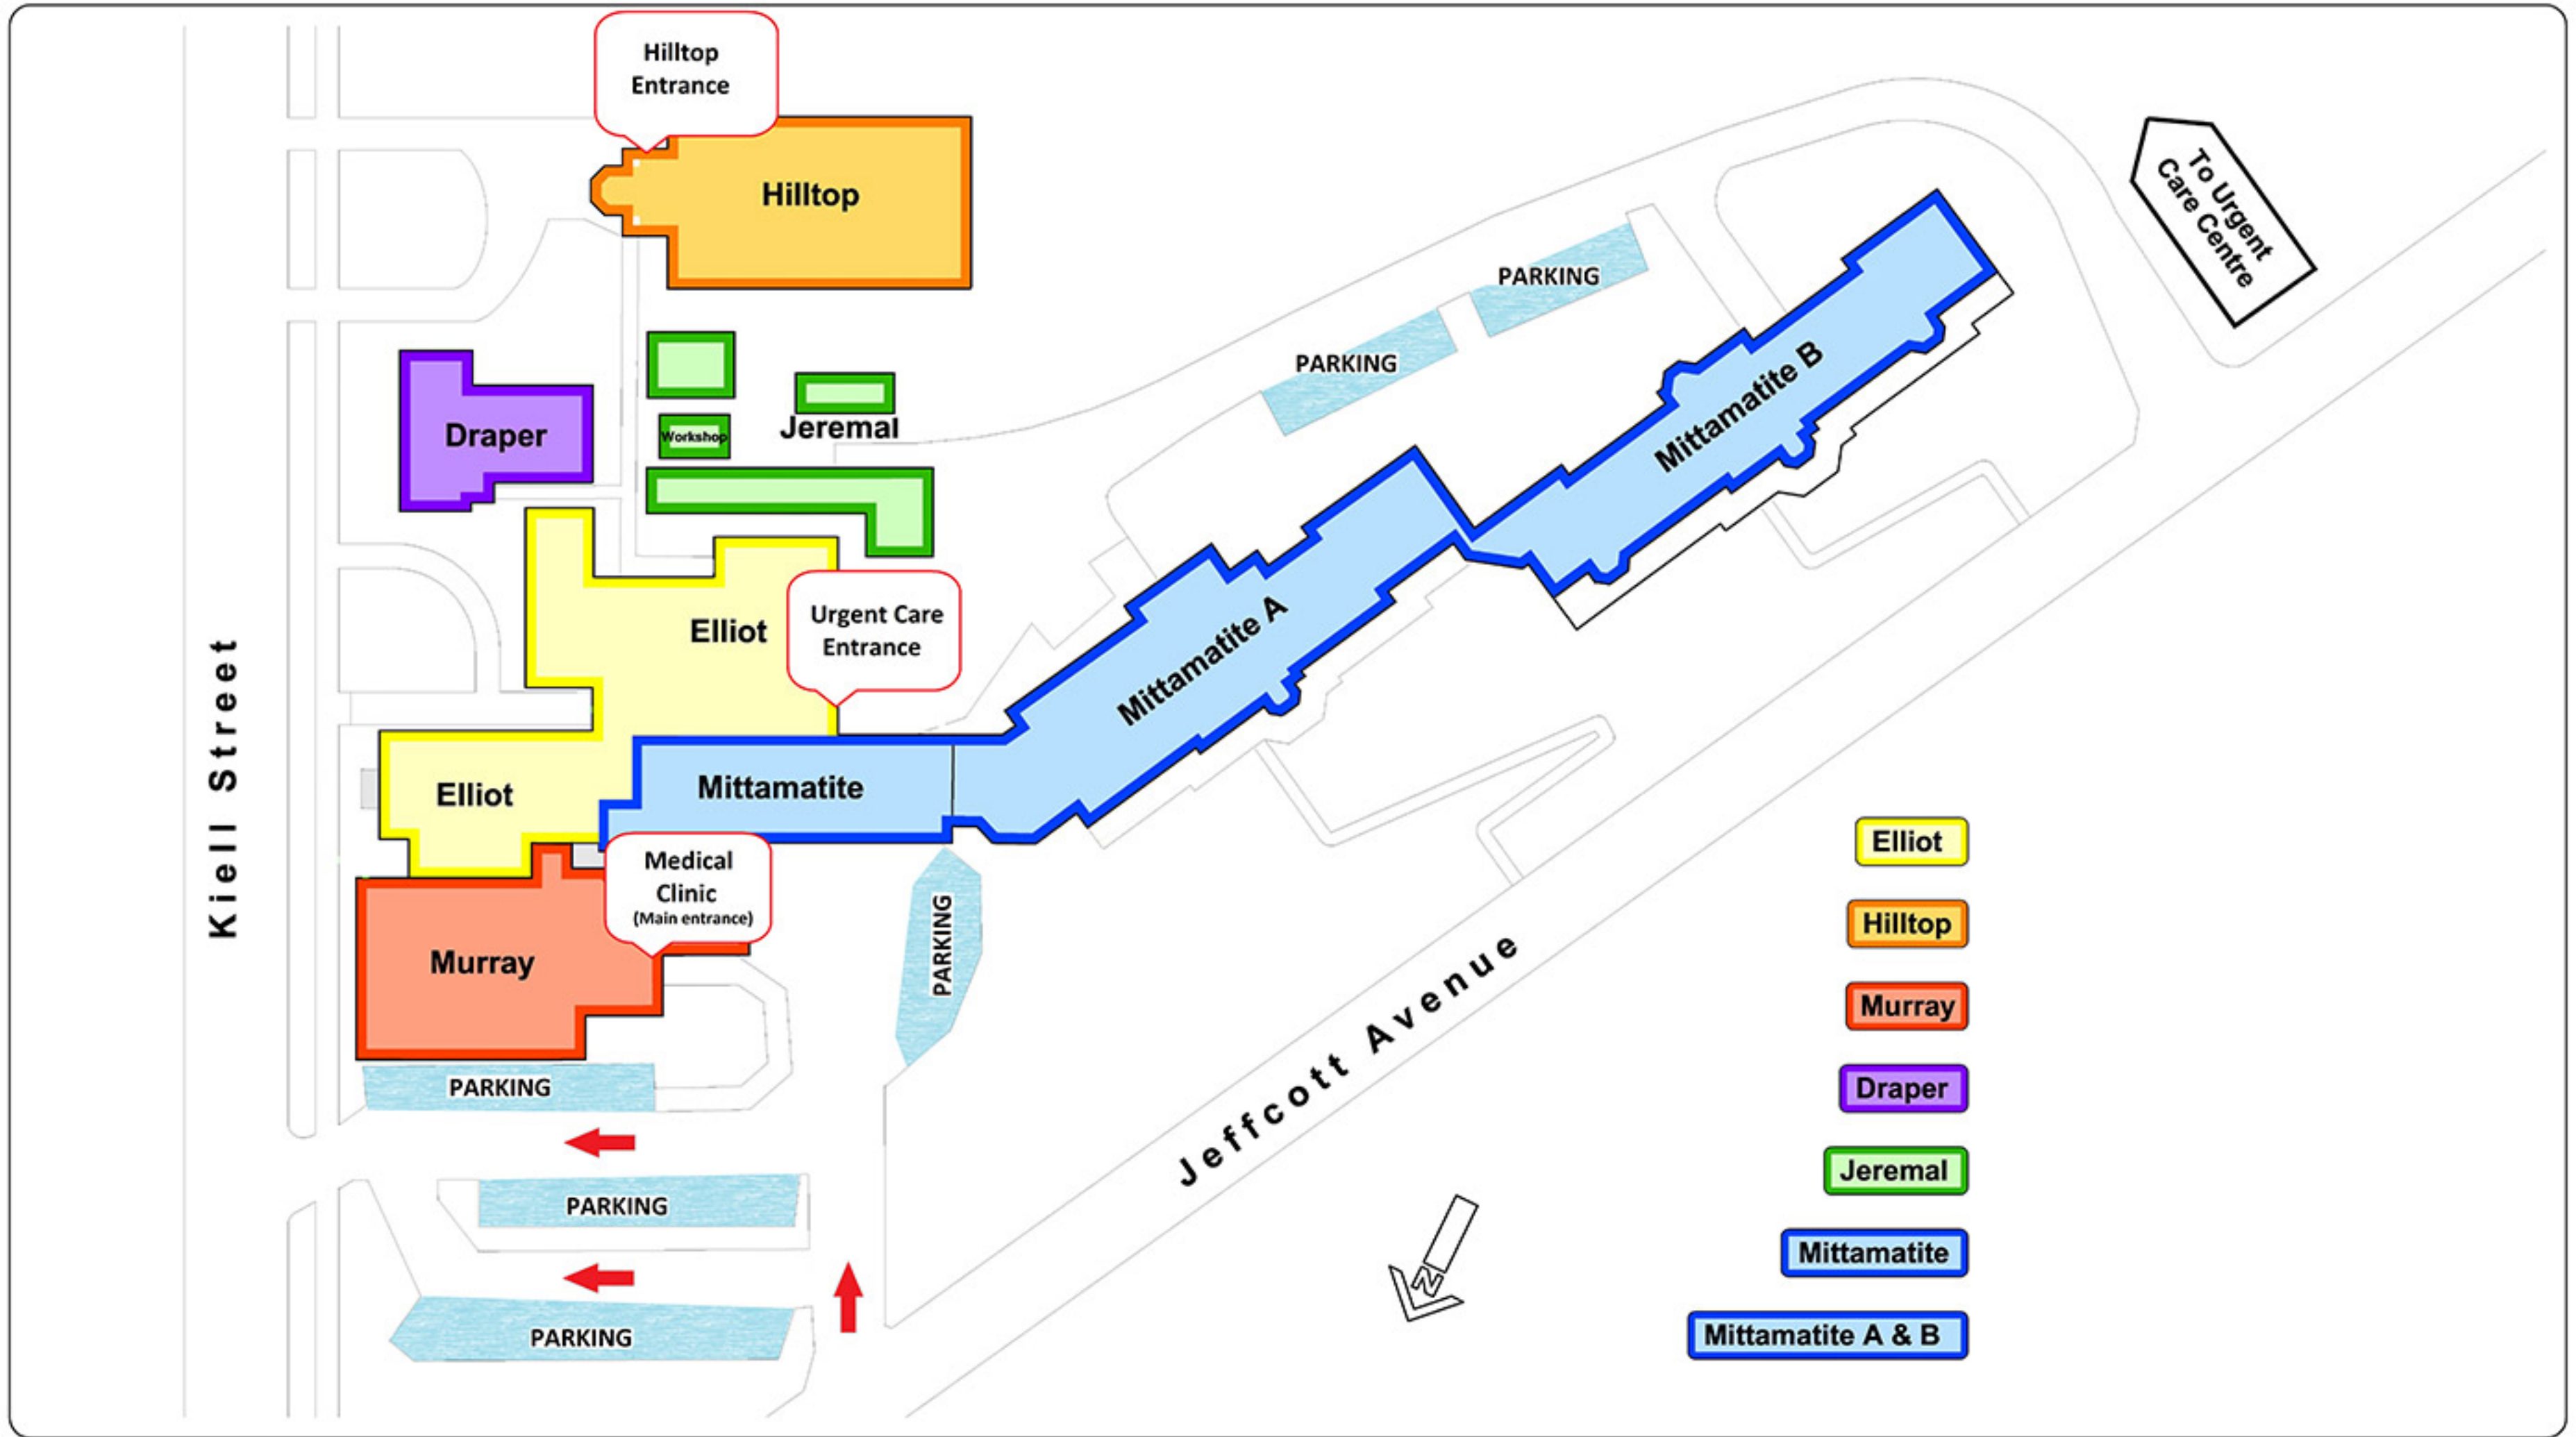 Hilltop
Entrance
Hilltop
To Urgent
Care Centre
PARKING
PARKING
Mittamatite B
Draper
Workshop
Jeremal
Elliot
Urgent Care
Entrance
Mittamatite A
Kiell Street
Elliot
Mittamatite
Medical
Clinic
(Main entrance)
Murray
PARKING
PARKING
PARKING
PARKING
Jeffcott Avenue
N
Elliot
Hilltop
Murray
Draper
Jeremal
Mittamatite
Mittamatite A & B